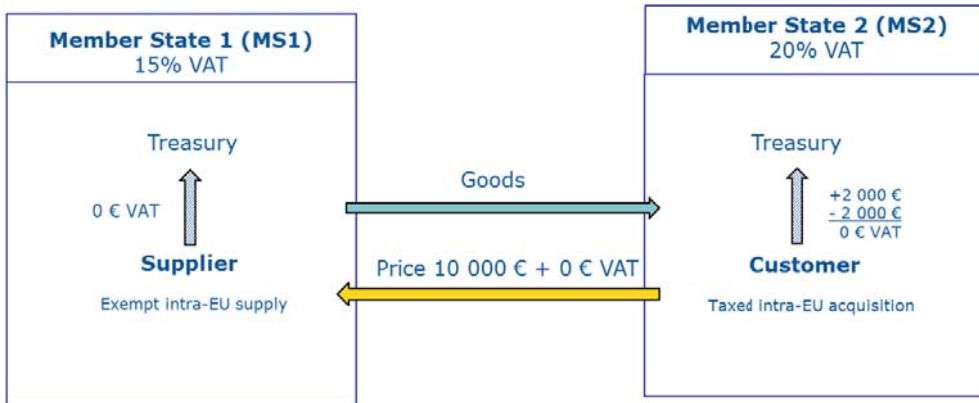 Member State 1 (MS1)
15% VAT
Treasury
0 € VAT
Supplier
Exempt intra-EU supply
Goods
Price 10 000 € + 0 € VAT
Member State 2 (MS2)
20% VAT
Treasury
+2 000 €
- 2 000 €
0 € VAT
Customer
Taxed intra-EU acquisition